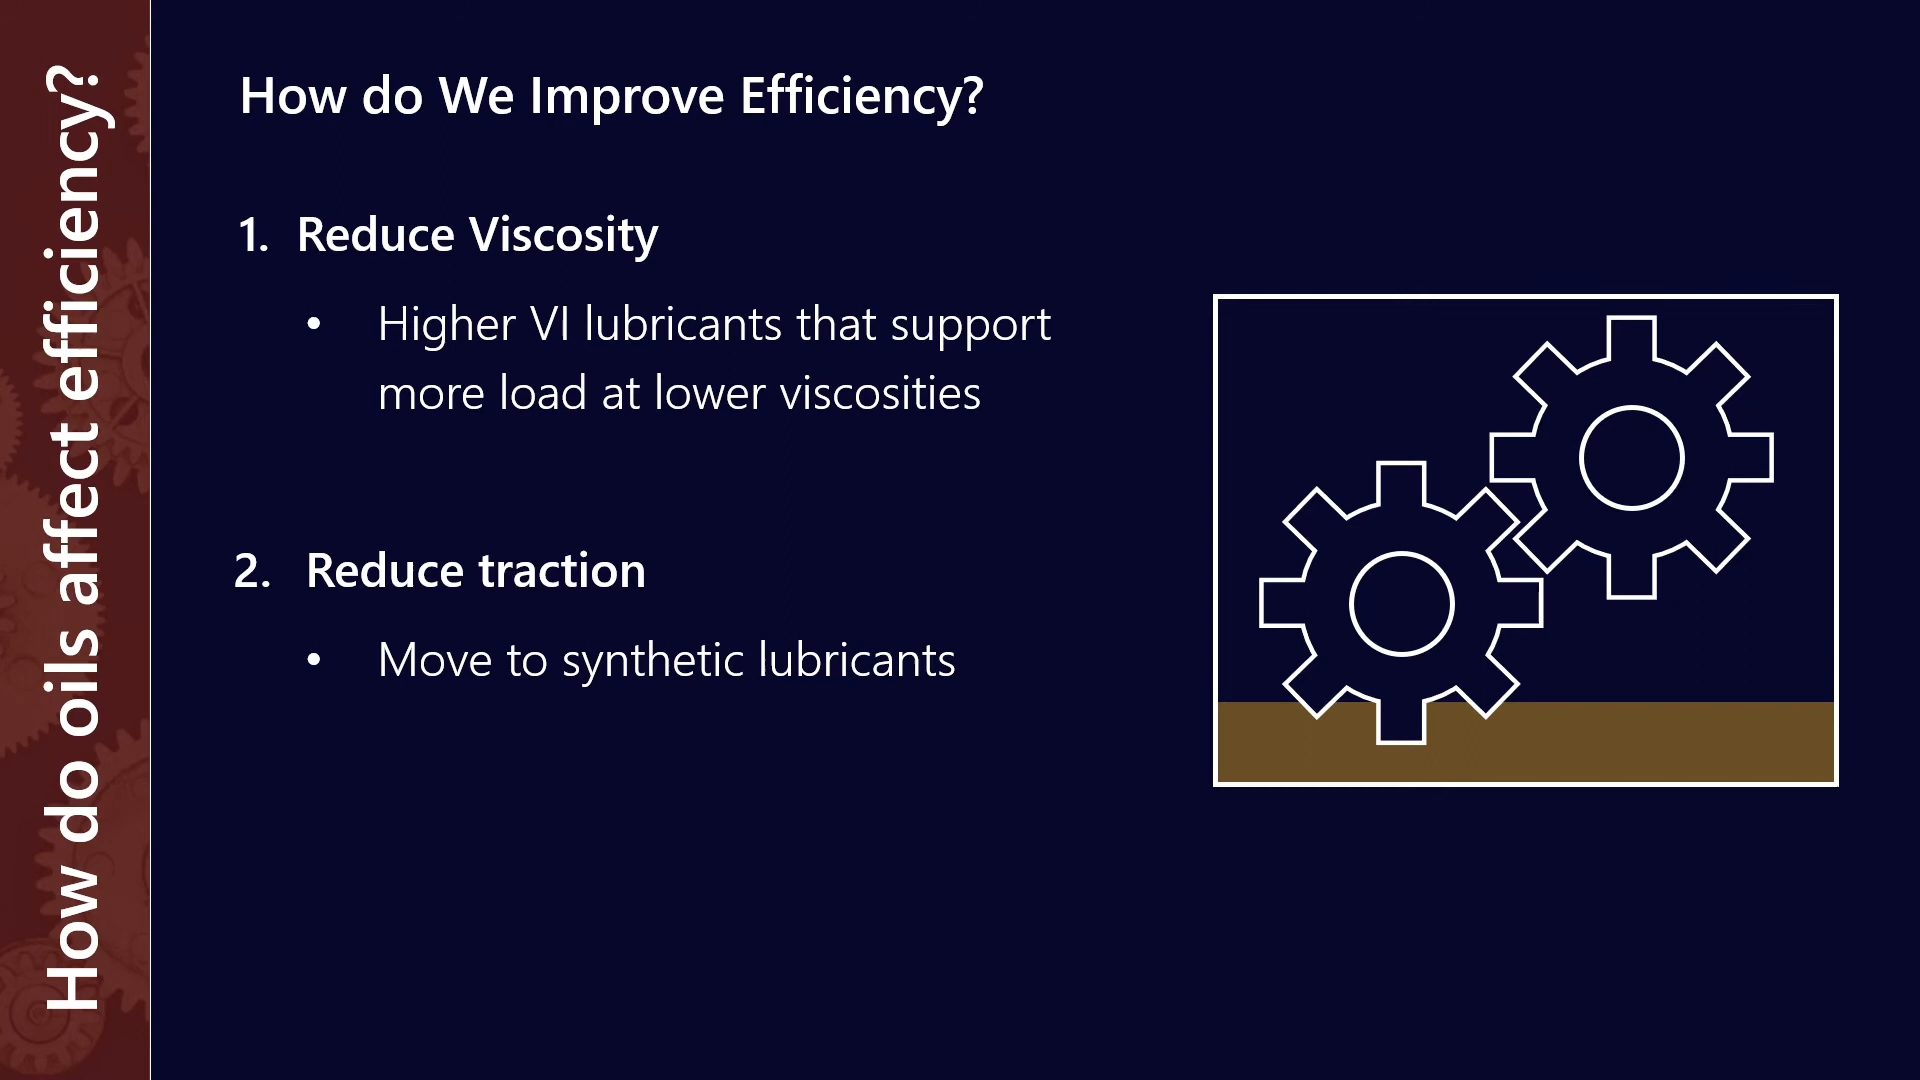 How do oils affect efficiency?
How do We Improve Efficiency?
1. Reduce Viscosity
• Higher VI lubricants that support
more load at lower viscosities
2. Reduce traction
• Move to synthetic lubricants